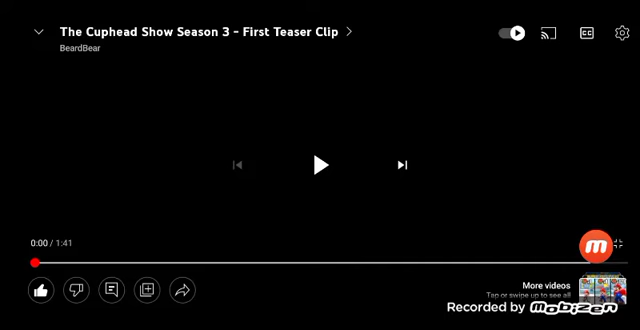 The Cuphead Show Season 3 - First Teaser Clip
BeardBear
CC
0:00 / 1:41
More videos
Tap or swipe up to see all
Recorded by mobizen